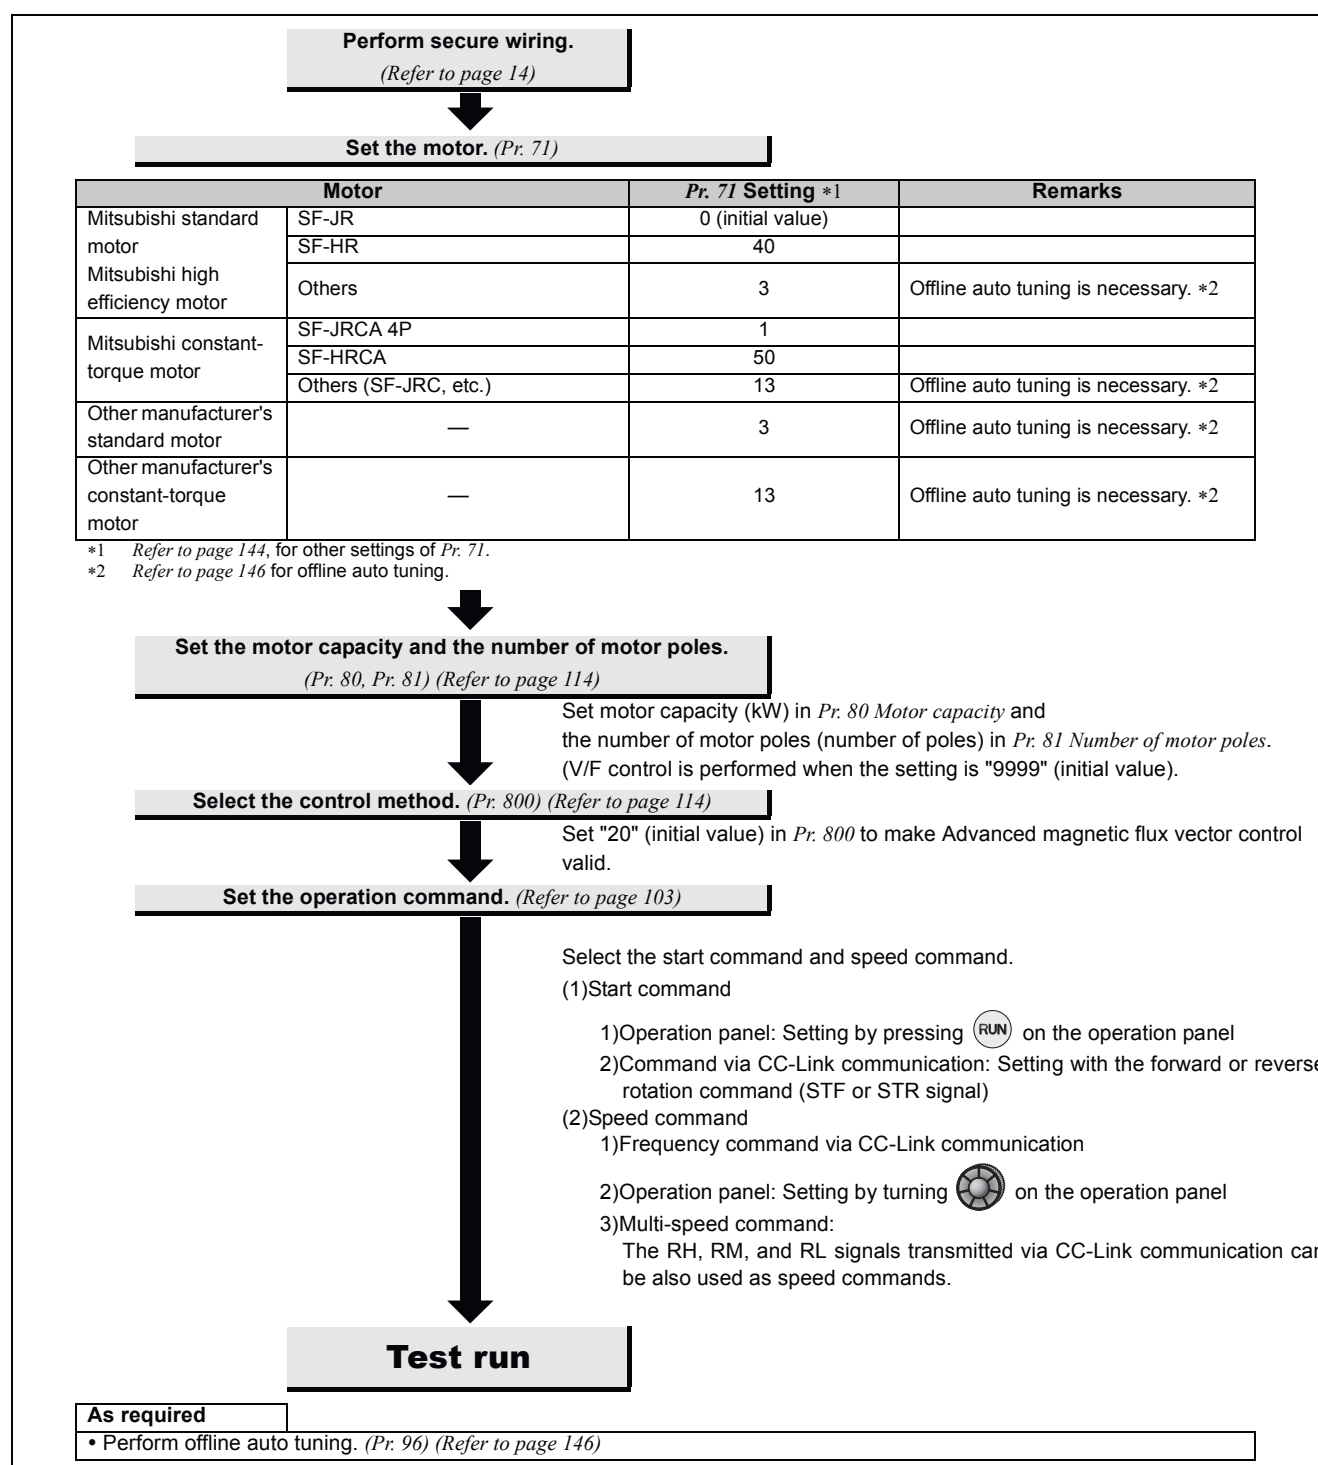 Perform secure wiring.
(Refer to page 14)
Set the motor. (Pr. 71)
Motor Pr. 71 Setting *1 Remarks
Mitsubishi standard motor Mitsubishi high efficiency motor SF-JR 0 (initial value)
SF-HR 40
Others 3 Offline auto tuning is necessary. *2
Mitsubishi constant-torque motor SF-JRCA 4P 1
SF-HRCA 50
Others (SF-JRC, etc.) 13 Offline auto tuning is necessary. *2
Other manufacturer's standard motor — 3 Offline auto tuning is necessary. *2
Other manufacturer's constant-torque motor — 13 Offline auto tuning is necessary. *2
*1 Refer to page 144, for other settings of Pr. 71.
*2 Refer to page 146 for offline auto tuning.
Set the motor capacity and the number of motor poles.
(Pr. 80, Pr. 81) (Refer to page 114)
Set motor capacity (kW) in Pr. 80 Motor capacity and
the number of motor poles (number of poles) in Pr. 81 Number of motor poles.
(V/F control is performed when the setting is "9999" (initial value).
Select the control method. (Pr. 800) (Refer to page 114)
Set "20" (initial value) in Pr. 800 to make Advanced magnetic flux vector control
valid.
Set the operation command. (Refer to page 103)
Select the start command and speed command.
(1)Start command
1)Operation panel: Setting by pressing RUN on the operation panel
2)Command via CC-Link communication: Setting with the forward or reverse
rotation command (STF or STR signal)
(2)Speed command
1)Frequency command via CC-Link communication
2)Operation panel: Setting by turning on the operation panel
3)Multi-speed command:
The RH, RM, and RL signals transmitted via CC-Link communication can
be also used as speed commands.
Test run
As required
• Perform offline auto tuning. (Pr. 96) (Refer to page 146)